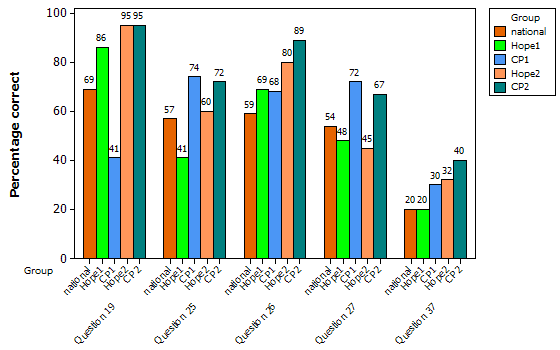 Percentage correct
100
80
60
40
20
0
69
86
41
95
95
57
41
74
60
72
59
69
68
80
89
54
48
72
45
67
20
20
30
32
40
Group
national
Hope1
CP1
Hope2
CP2
Group
national
Hope1
CP1
Hope2
CP2
national
Hope1
CP1
Hope2
CP2
national
Hope1
CP1
Hope2
CP2
national
Hope1
CP1
Hope2
CP2
national
Hope1
CP1
Hope2
CP2
Question 19
Question 25
Question 26
Question 27
Question 37